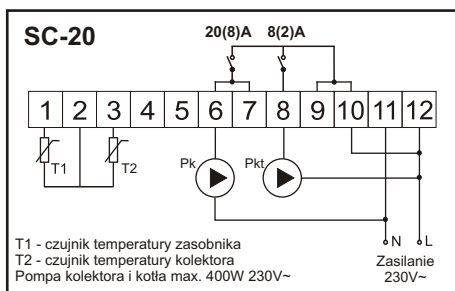 SC-20
20(8)A 8(2)A
1 2 3 4 5 6 7 8 9 10 11 12
T1 T2 Pk Pkt
N L
T1 - czujnik temperatury zasobnika
T2 - czujnik temperatury kolektora
Pompa kolektora i kotła max. 400W 230V~
Zasilanie
230V~